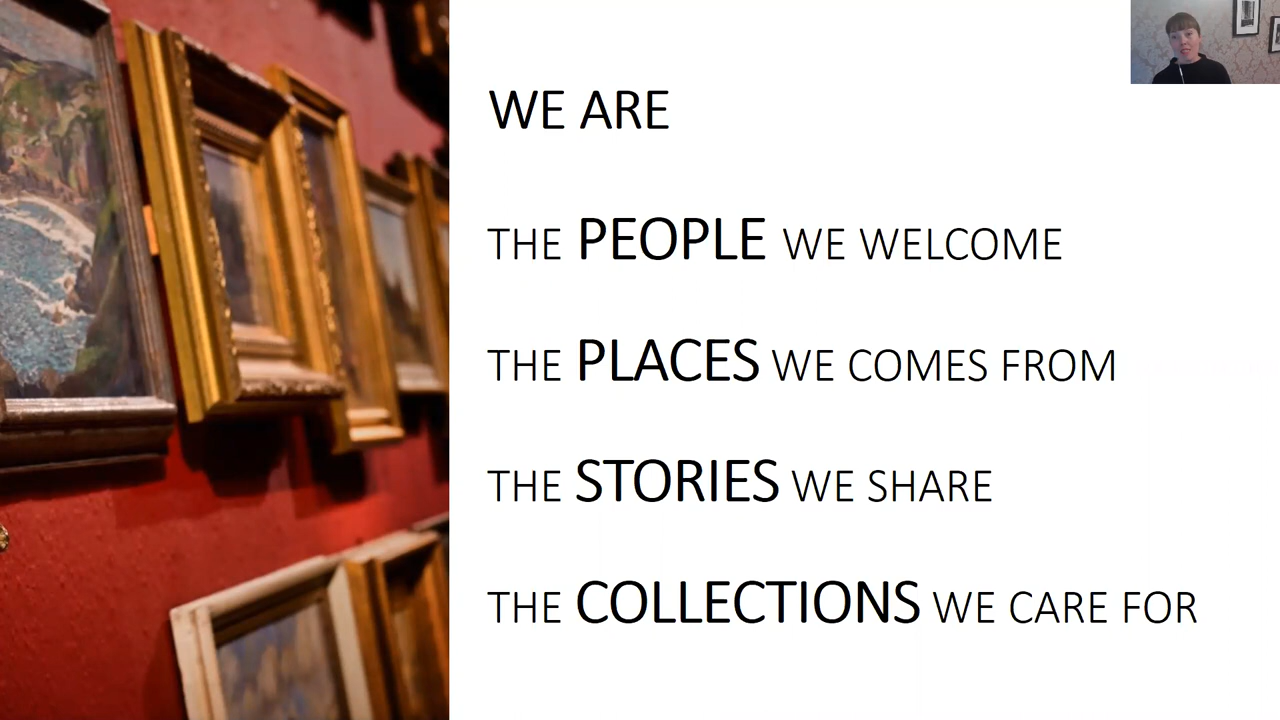 WE ARE
THE PEOPLE WE WELCOME
THE PLACES WE COMES FROM
THE STORIES WE SHARE
THE COLLECTIONS WE CARE FOR